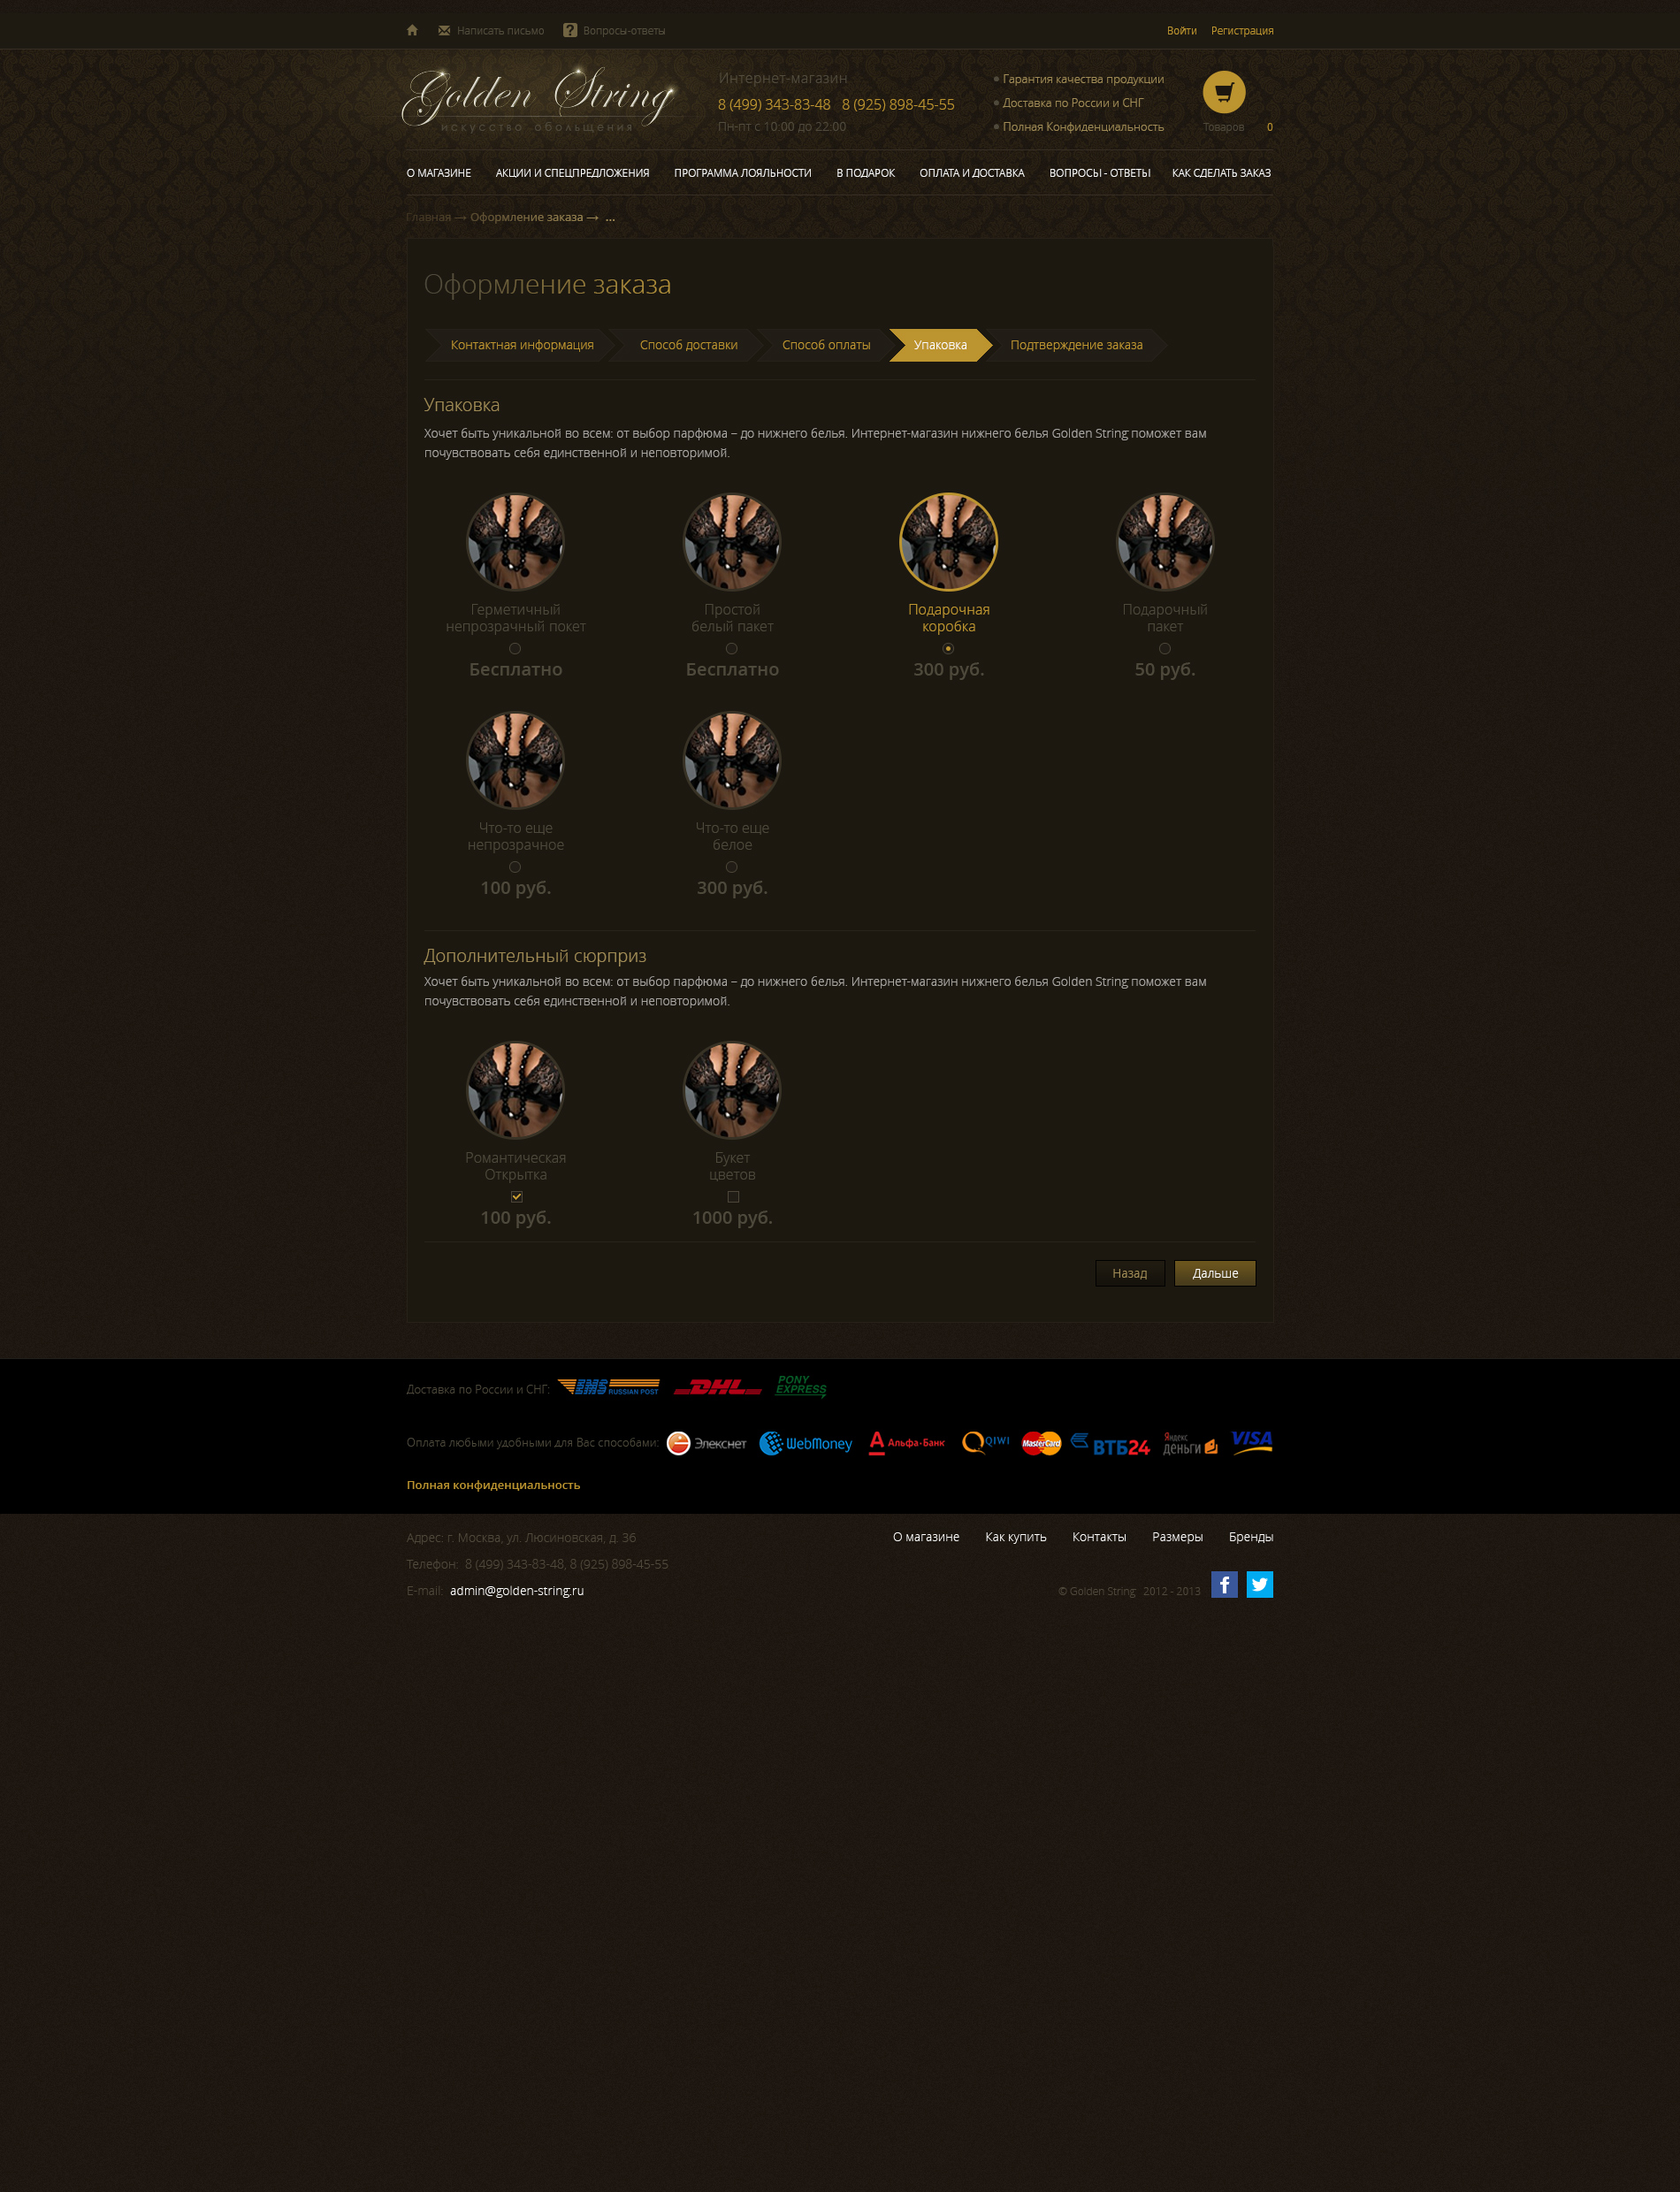 Написать письмо Вопросы-ответы Войти Регистрация
Golden String
искусство обольщения
Интернет-магазин
8 (499) 343-83-48 8 (925) 898-45-55
Пн-пт с 10:00 до 22:00
Гарантия качества продукции
Доставка по России и СНГ
Полная Конфиденциальность
Товаров 0
О МАГАЗИНЕ АКЦИИ И СПЕЦПРЕДЛОЖЕНИЯ ПРОГРАММА ЛОЯЛЬНОСТИ В ПОДАРОК ОПЛАТА И ДОСТАВКА ВОПРОСЫ - ОТВЕТЫ КАК СДЕЛАТЬ ЗАКАЗ
Главная → Оформление заказа → ...
Оформление заказа
Контактная информация Способ доставки Способ оплаты Упаковка Подтверждение заказа
Упаковка
Хочет быть уникальной во всем: от выбор парфюма – до нижнего белья. Интернет-магазин нижнего белья Golden String поможет вам
почувствовать себя единственной и неповторимой.
Герметичный
непрозрачный покет
Бесплатно
Простой
белый пакет
Бесплатно
Подарочная
коробка
300 руб.
Подарочный
пакет
50 руб.
Что-то еще
непрозрачное
100 руб.
Что-то еще
белое
300 руб.
Дополнительный сюрприз
Хочет быть уникальной во всем: от выбор парфюма – до нижнего белья. Интернет-магазин нижнего белья Golden String поможет вам
почувствовать себя единственной и неповторимой.
Романтическая
Открытка
100 руб.
Букет
цветов
1000 руб.
Назад Дальше
Доставка по России и СНГ: EMS RUSSIAN POST DHL PONY EXPRESS
Оплата любыми удобными для Вас способами: Элекснет WebMoney Альфа·Банк QIWI MasterCard ВТБ24 Яндекс деньги VISA
Полная конфиденциальность
Адрес: г. Москва, ул. Люсиновская, д. 36
Телефон: 8 (499) 343-83-48, 8 (925) 898-45-55
E-mail: admin@golden-string.ru
О магазине Как купить Контакты Размеры Бренды
© Golden String 2012 - 2013